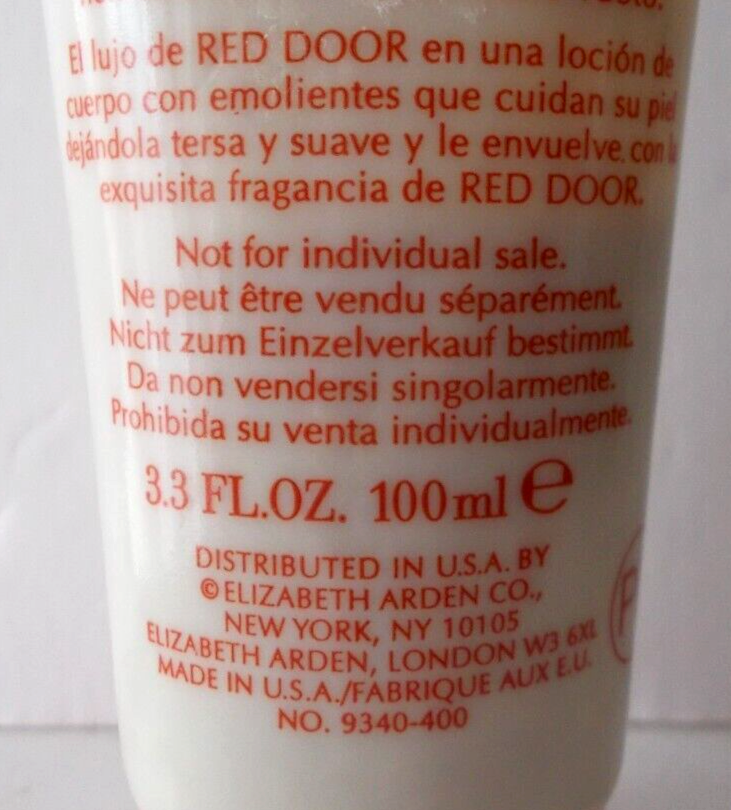 El lujo de RED DOOR en una loción de
cuerpo con emolientes que cuidan su piel
dejándola tersa y suave y le envuelve con la
exquisita fragancia de RED DOOR.
Not for individual sale.
Ne peut être vendu séparément.
Nicht zum Einzelverkauf bestimmt.
Da non vendersi singolarmente.
Prohibida su venta individualmente.
3.3 FL.OZ. 100ml e
DISTRIBUTED IN U.S.A. BY
©ELIZABETH ARDEN CO.,
NEW YORK, NY 10105
ELIZABETH ARDEN, LONDON W3 6XL
MADE IN U.S.A./FABRIQUE AUX E.U.
NO. 9340-400